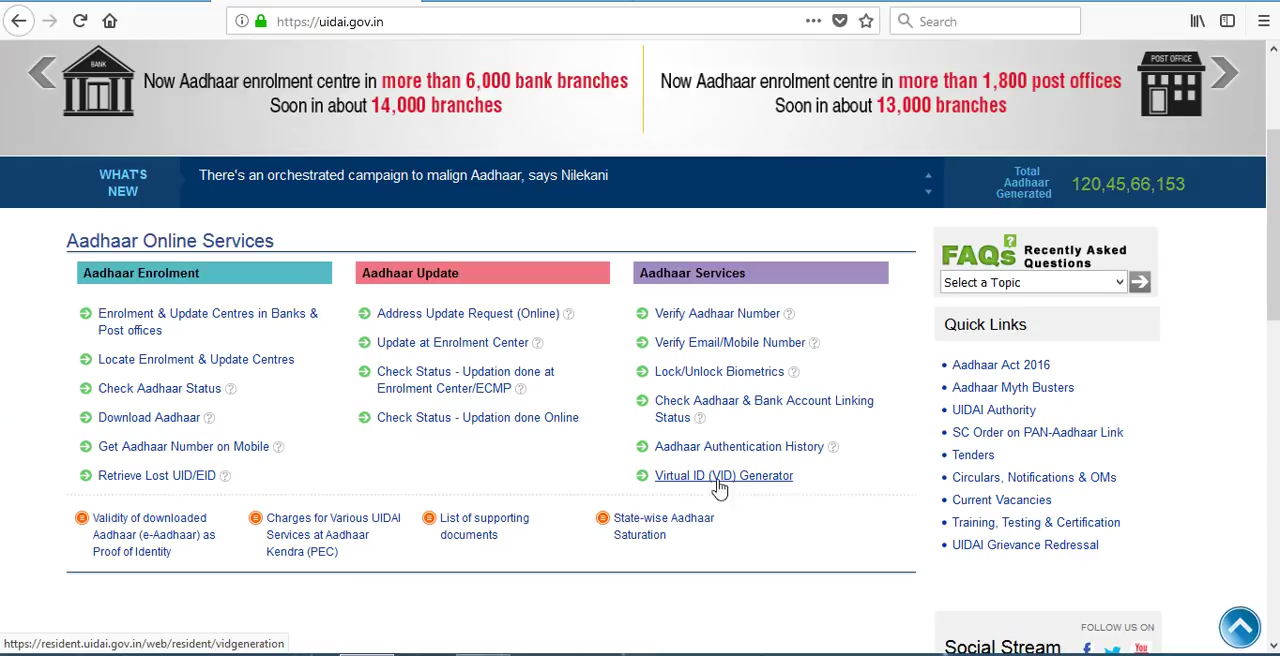 https://uidai.gov.in
Search
BANK
Now Aadhaar enrolment centre in more than 6,000 bank branches
Soon in about 14,000 branches
Now Aadhaar enrolment centre in more than 1,800 post offices
Soon in about 13,000 branches
POST OFFICE
WHAT'S
NEW
There's an orchestrated campaign to malign Aadhaar, says Nilekani
Total
Aadhaar
Generated
120,45,66,153
Aadhaar Online Services
Aadhaar Enrolment
Enrolment & Update Centres in Banks &
Post offices
Locate Enrolment & Update Centres
Check Aadhaar Status ?
Download Aadhaar ?
Get Aadhaar Number on Mobile ?
Retrieve Lost UID/EID ?
Aadhaar Update
Address Update Request (Online) ?
Update at Enrolment Center ?
Check Status - Updation done at
Enrolment Center/ECMP ?
Check Status - Updation done Online
Aadhaar Services
Verify Aadhaar Number ?
Verify Email/Mobile Number ?
Lock/Unlock Biometrics ?
Check Aadhaar & Bank Account Linking
Status ?
Aadhaar Authentication History ?
Virtual ID (VID) Generator
Validity of downloaded
Aadhaar (e-Aadhaar) as
Proof of Identity
Charges for Various UIDAI
Services at Aadhaar
Kendra (PEC)
List of supporting
documents
State-wise Aadhaar
Saturation
FAQs ? Recently Asked
Questions
Select a Topic
Quick Links
Aadhaar Act 2016
Aadhaar Myth Busters
UIDAI Authority
SC Order on PAN-Aadhaar Link
Tenders
Circulars, Notifications & OMs
Current Vacancies
Training, Testing & Certification
UIDAI Grievance Redressal
FOLLOW US ON
Social Stream
You
https://resident.uidai.gov.in/web/resident/vidgeneration